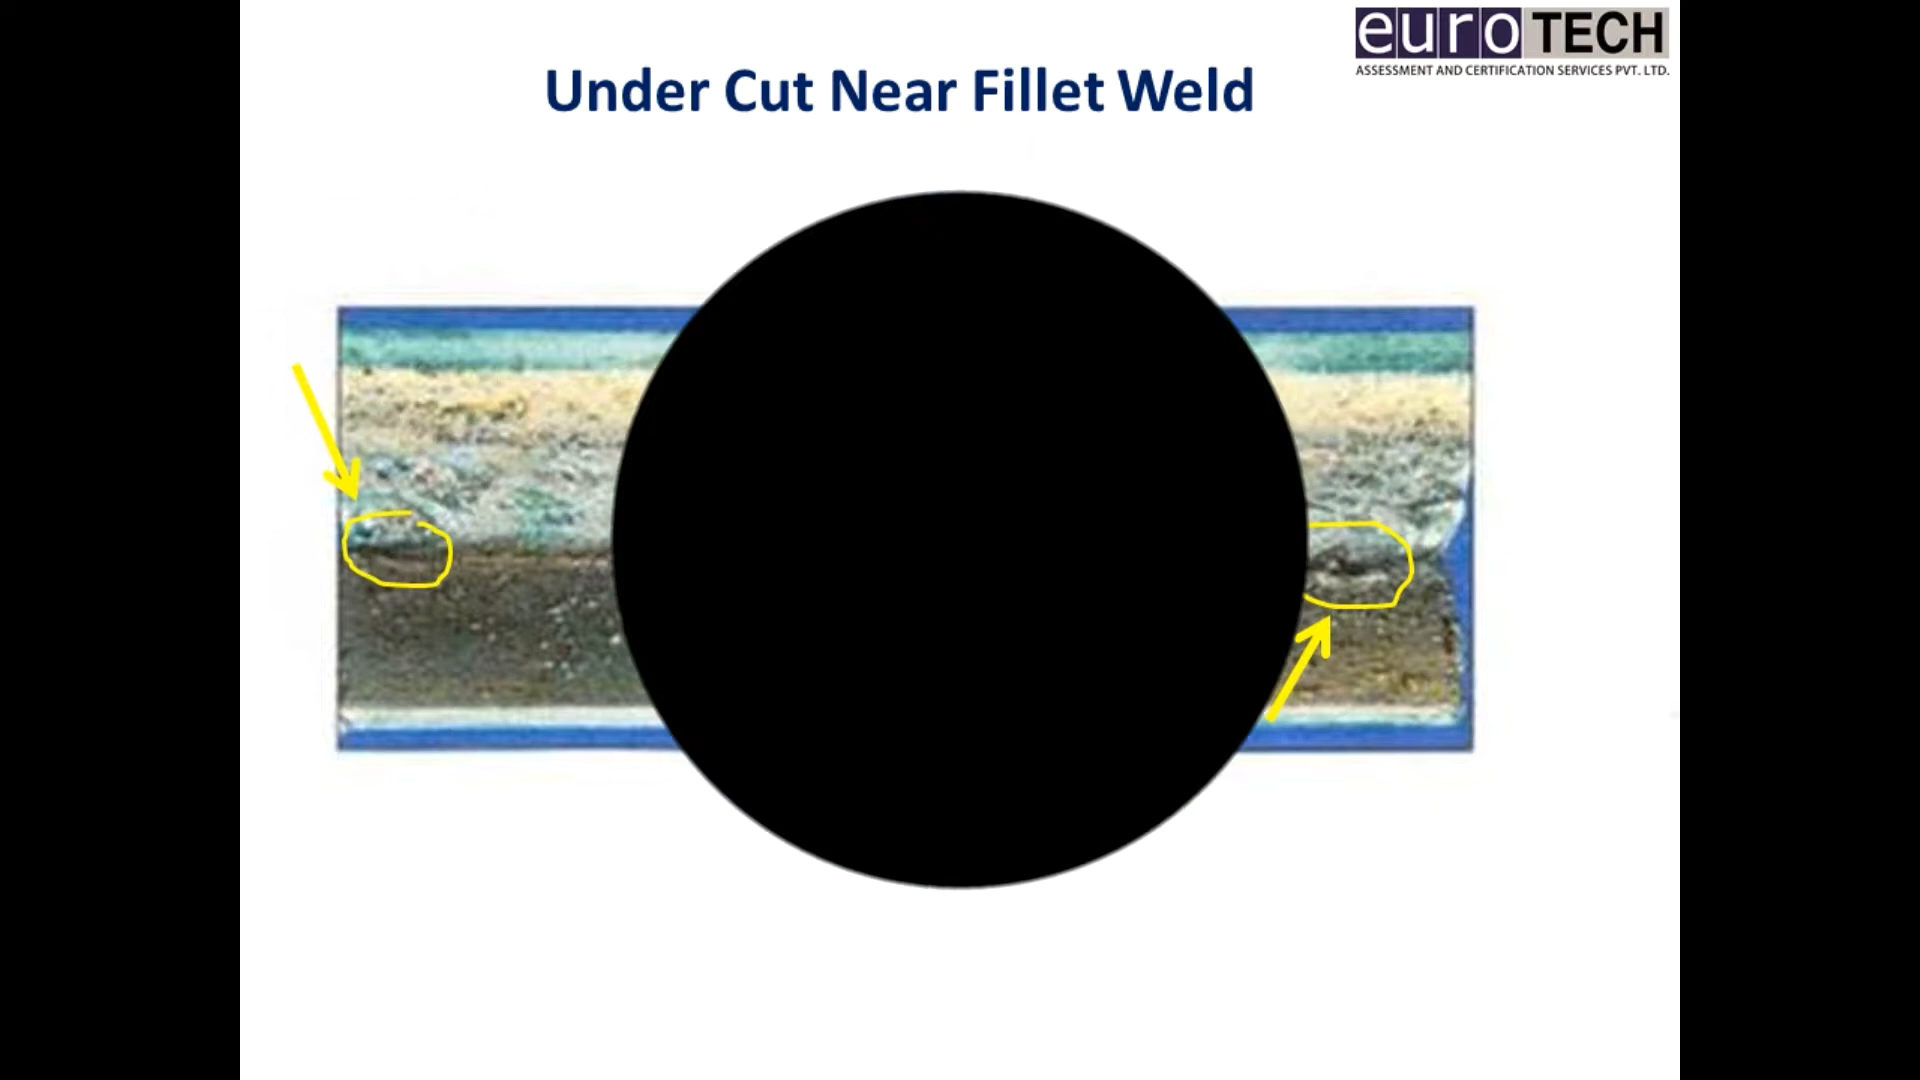 euroTECH
ASSESSMENT AND CERTIFICATION SERVICES PVT. LTD.
Under Cut Near Fillet Weld